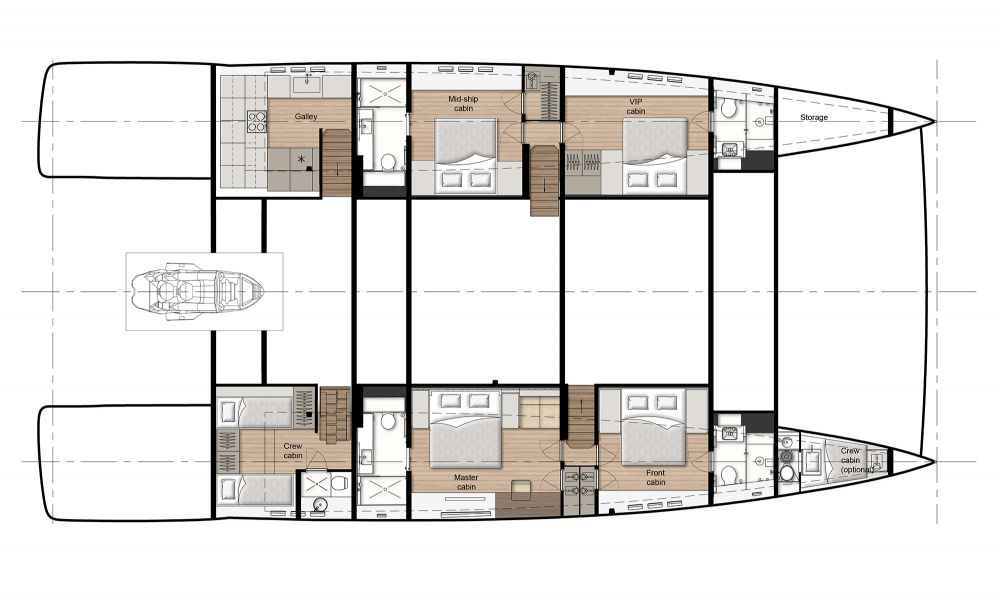 Galley
Mid-ship
cabin
VIP
cabin
Storage
Crew
cabin
Master
cabin
Front
cabin
Crew
cabin
(optional)